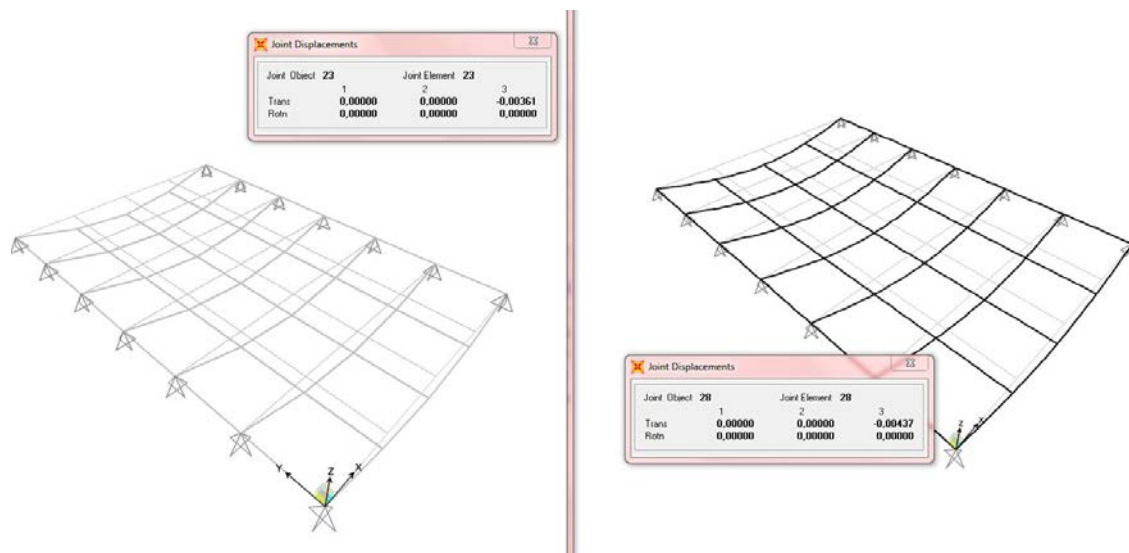 Joint Displacements
Joint Object 23 Joint Element 23
1 2 3
Trans 0,00000 0,00000 -0,00361
Rotn 0,00000 0,00000 0,00000
Y Z X
Joint Displacements
Joint Object 28 Joint Element 28
1 2 3
Trans 0,00000 0,00000 -0,00437
Rotn 0,00000 0,00000 0,00000
Z X